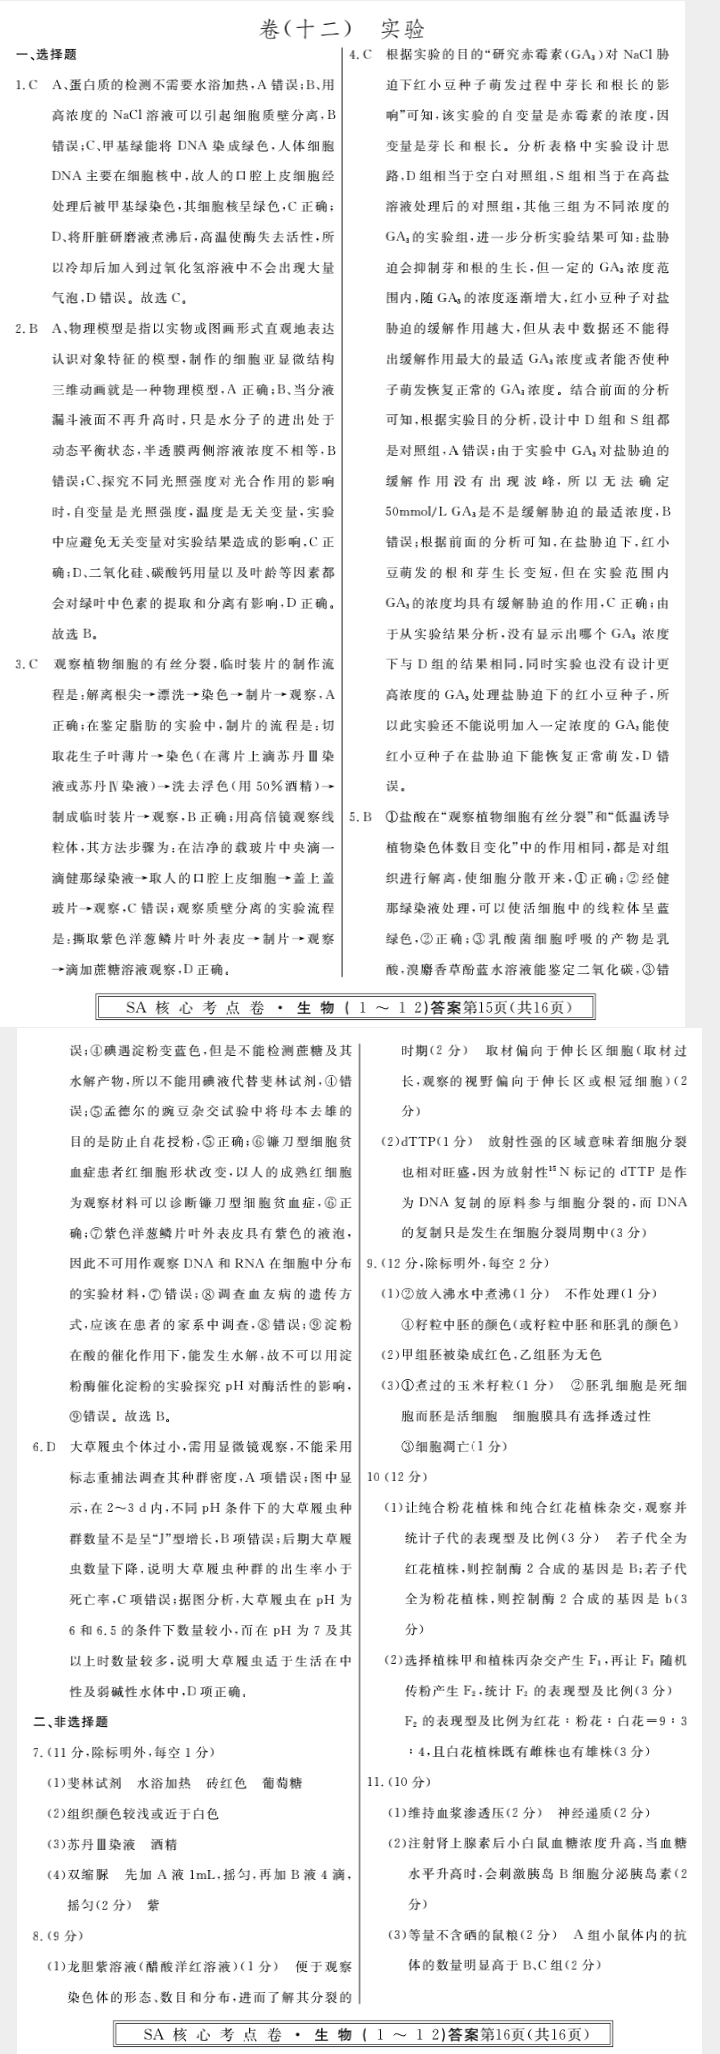 卷(十二) 实验
一、选择题
1.C A、蛋白质的检测不需要水浴加热,A错误;B、用
高浓度的NaCl溶液可以引起细胞质壁分离,B
错误;C、甲基绿能将DNA染成绿色,人体细胞
DNA主要在细胞核中,故人的口腔上皮细胞经
处理后被甲基绿染色,其细胞核呈绿色,C正确;
D、将肝脏研磨液煮沸后,高温使酶失去活性,所
以冷却后加入到过氧化氢溶液中不会出现大量
气泡,D错误。故选C。
2.B A、物理模型是指以实物或图画形式直观地表达
认识对象特征的模型,制作的细胞亚显微结构
三维动画就是一种物理模型,A正确;B、当分液
漏斗液面不再升高时,只是水分子的进出处于
动态平衡状态,半透膜两侧溶液浓度不相等,B
错误;C、探究不同光照强度对光合作用的影响
时,自变量是光照强度,温度是无关变量,实验
中应避免无关变量对实验结果造成的影响,C正
确;D、二氧化硅、碳酸钙用量以及叶龄等因素都
会对绿叶中色素的提取和分离有影响,D正确。
故选B。
3.C 观察植物细胞的有丝分裂,临时装片的制作流
程是:解离根尖→漂洗→染色→制片→观察,A
正确;在鉴定脂肪的实验中,制片的流程是:切
取花生子叶薄片→染色(在薄片上滴苏丹Ⅲ染
液或苏丹Ⅳ染液)→洗去浮色(用50%酒精)→
制成临时装片→观察,B正确;用高倍镜观察线
粒体,其方法步骤为:在洁净的载玻片中央滴一
滴健那绿染液→取人的口腔上皮细胞→盖上盖
玻片→观察,C错误;观察质壁分离的实验流程
是:撕取紫色洋葱鳞片叶外表皮→制片→观察
→滴加蔗糖溶液观察,D正确。
4.C 根据实验的目的“研究赤霉素(GA₃)对NaCl胁
迫下红小豆种子萌发过程中芽长和根长的影
响”可知,该实验的自变量是赤霉素的浓度,因
变量是芽长和根长。分析表格中实验设计思
路,D组相当于空白对照组,S组相当于在高盐
溶液处理后的对照组,其他三组为不同浓度的
GA₃的实验组,进一步分析实验结果可知:盐胁
迫会抑制芽和根的生长,但一定的GA₃浓度范
围内,随GA₃的浓度逐渐增大,红小豆种子对盐
胁迫的缓解作用越大,但从表中数据还不能得
出缓解作用最大的最适GA₃浓度或者能否使种
子萌发恢复正常的GA₃浓度。结合前面的分析
可知,根据实验目的分析,设计中D组和S组都
是对照组,A错误;由于实验中GA₃对盐胁迫的
缓解作用没有出现波峰,所以无法确定
50mmol/L GA₃是不是缓解胁迫的最适浓度,B
错误;根据前面的分析可知,在盐胁迫下,红小
豆萌发的根和芽生长变短,但在实验范围内
GA₃的浓度均具有缓解胁迫的作用,C正确;由
于从实验结果分析,没有显示出哪个GA₃浓度
下与D组的结果相同,同时实验也没有设计更
高浓度的GA₃处理盐胁迫下的红小豆种子,所
以此实验还不能说明加入一定浓度的GA₃能使
红小豆种子在盐胁迫下能恢复正常萌发,D错
误。
5.B ①盐酸在“观察植物细胞有丝分裂”和“低温诱导
植物染色体数目变化”中的作用相同,都是对组
织进行解离,使细胞分散开来,①正确;②经健
那绿染液处理,可以使活细胞中的线粒体呈蓝
绿色,②正确;③乳酸菌细胞呼吸的产物是乳
酸,溴麝香草酚蓝水溶液能鉴定二氧化碳,③错
SA核心考点卷·生物(1～12)答案第15页(共16页)
误;④碘遇淀粉变蓝色,但是不能检测蔗糖及其
水解产物,所以不能用碘液代替斐林试剂,④错
误;⑤孟德尔的豌豆杂交试验中将母本去雄的
目的是防止自花授粉,⑤正确;⑥镰刀型细胞贫
血症患者红细胞形状改变,以人的成熟红细胞
为观察材料可以诊断镰刀型细胞贫血症,⑥正
确;⑦紫色洋葱鳞片叶外表皮具有紫色的液泡,
因此不可用作观察DNA和RNA在细胞中分布
的实验材料,⑦错误;⑧调查血友病的遗传方
式,应该在患者的家系中调查,⑧错误;⑨淀粉
在酸的催化作用下,能发生水解,故不可以用淀
粉酶催化淀粉的实验探究pH对酶活性的影响,
⑨错误。故选B。
6.D 大草履虫个体过小,需用显微镜观察,不能采用
标志重捕法调查其种群密度,A项错误;图中显
示,在2～3d内,不同pH条件下的大草履虫种
群数量不是呈“J”型增长,B项错误;后期大草履
虫数量下降,说明大草履虫种群的出生率小于
死亡率,C项错误;据图分析,大草履虫在pH为
6和6.5的条件下数量较小,而在pH为7及其
以上时数量较多,说明大草履虫适于生活在中
性及弱碱性水体中,D项正确。
二、非选择题
7.(11分,除标明外,每空1分)
(1)斐林试剂 水浴加热 砖红色 葡萄糖
(2)组织颜色较浅或近于白色
(3)苏丹Ⅲ染液 酒精
(4)双缩脲 先加A液1mL,摇匀,再加B液4滴,
摇匀(2分) 紫
8.(9分)
(1)龙胆紫溶液(醋酸洋红溶液)(1分) 便于观察
染色体的形态、数目和分布,进而了解其分裂的
时期(2分) 取材偏向于伸长区细胞(取材过
长,观察的视野偏向于伸长区或根冠细胞)(2
分)
(2)dTTP(1分) 放射性强的区域意味着细胞分裂
也相对旺盛,因为放射性¹⁵N标记的dTTP是作
为DNA复制的原料参与细胞分裂的,而DNA
的复制只是发生在细胞分裂周期中(3分)
9.(12分,除标明外,每空2分)
(1)②放入沸水中煮沸(1分) 不作处理(1分)
④籽粒中胚的颜色(或籽粒中胚和胚乳的颜色)
(2)甲组胚被染成红色,乙组胚为无色
(3)①煮过的玉米籽粒(1分) ②胚乳细胞是死细
胞而胚是活细胞 细胞膜具有选择透过性
③细胞凋亡(1分)
10(12分)
(1)让纯合粉花植株和纯合红花植株杂交,观察并
统计子代的表现型及比例(3分) 若子代全为
红花植株,则控制酶2合成的基因是B;若子代
全为粉花植株,则控制酶2合成的基因是b(3
分)
(2)选择植株甲和植株丙杂交产生F₁,再让F₁随机
传粉产生F₂,统计F₂的表现型及比例(3分)
F₂的表现型及比例为红花:粉花:白花=9:3
:4,且白花植株既有雌株也有雄株(3分)
11.(10分)
(1)维持血浆渗透压(2分) 神经递质(2分)
(2)注射肾上腺素后小白鼠血糖浓度升高,当血糖
水平升高时,会刺激胰岛B细胞分泌胰岛素(2
分)
(3)等量不含硒的鼠粮(2分) A组小鼠体内的抗
体的数量明显高于B、C组(2分)
SA核心考点卷·生物(1～12)答案第16页(共16页)